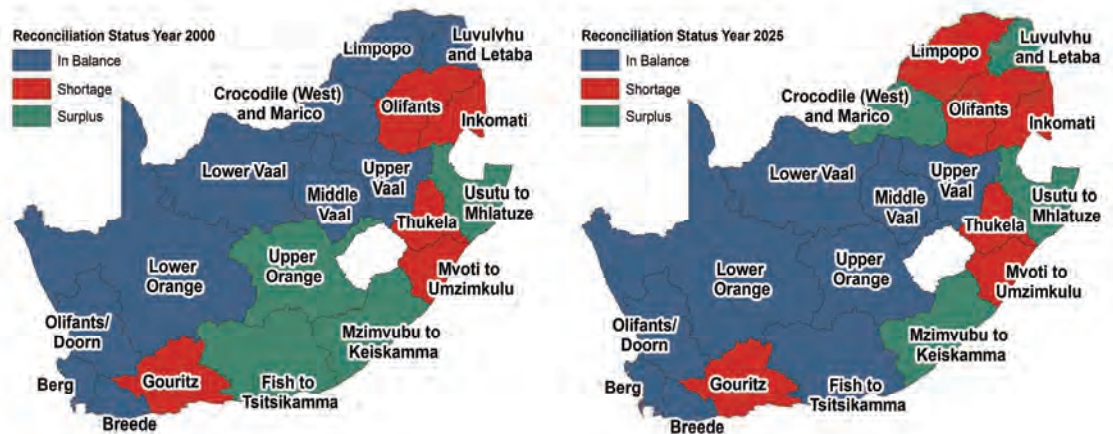 Reconciliation Status Year 2000
In Balance
Shortage
Surplus
Limpopo
Luvulvhu
and Letaba
Crocodile (West)
and Marico
Olifants
Inkomati
Lower Vaal
Upper
Vaal
Middle
Vaal
Usutu to
Mhlatuze
Thukela
Upper
Orange
Lower
Orange
Mvoti to
Umzimkulu
Olifants/
Doorn
Mzimvubu to
Keiskamma
Berg
Gouritz
Fish to
Tsitsikamma
Breede
Reconciliation Status Year 2025
In Balance
Shortage
Surplus
Limpopo
Luvulvhu
and Letaba
Crocodile (West)
and Marico
Olifants
Inkomati
Lower Vaal
Upper
Vaal
Middle
Vaal
Usutu to
Mhlatuze
Thukela
Upper
Orange
Lower
Orange
Mvoti to
Umzimkulu
Olifants/
Doorn
Mzimvubu to
Keiskamma
Berg
Gouritz
Fish to
Tsitsikamma
Breede